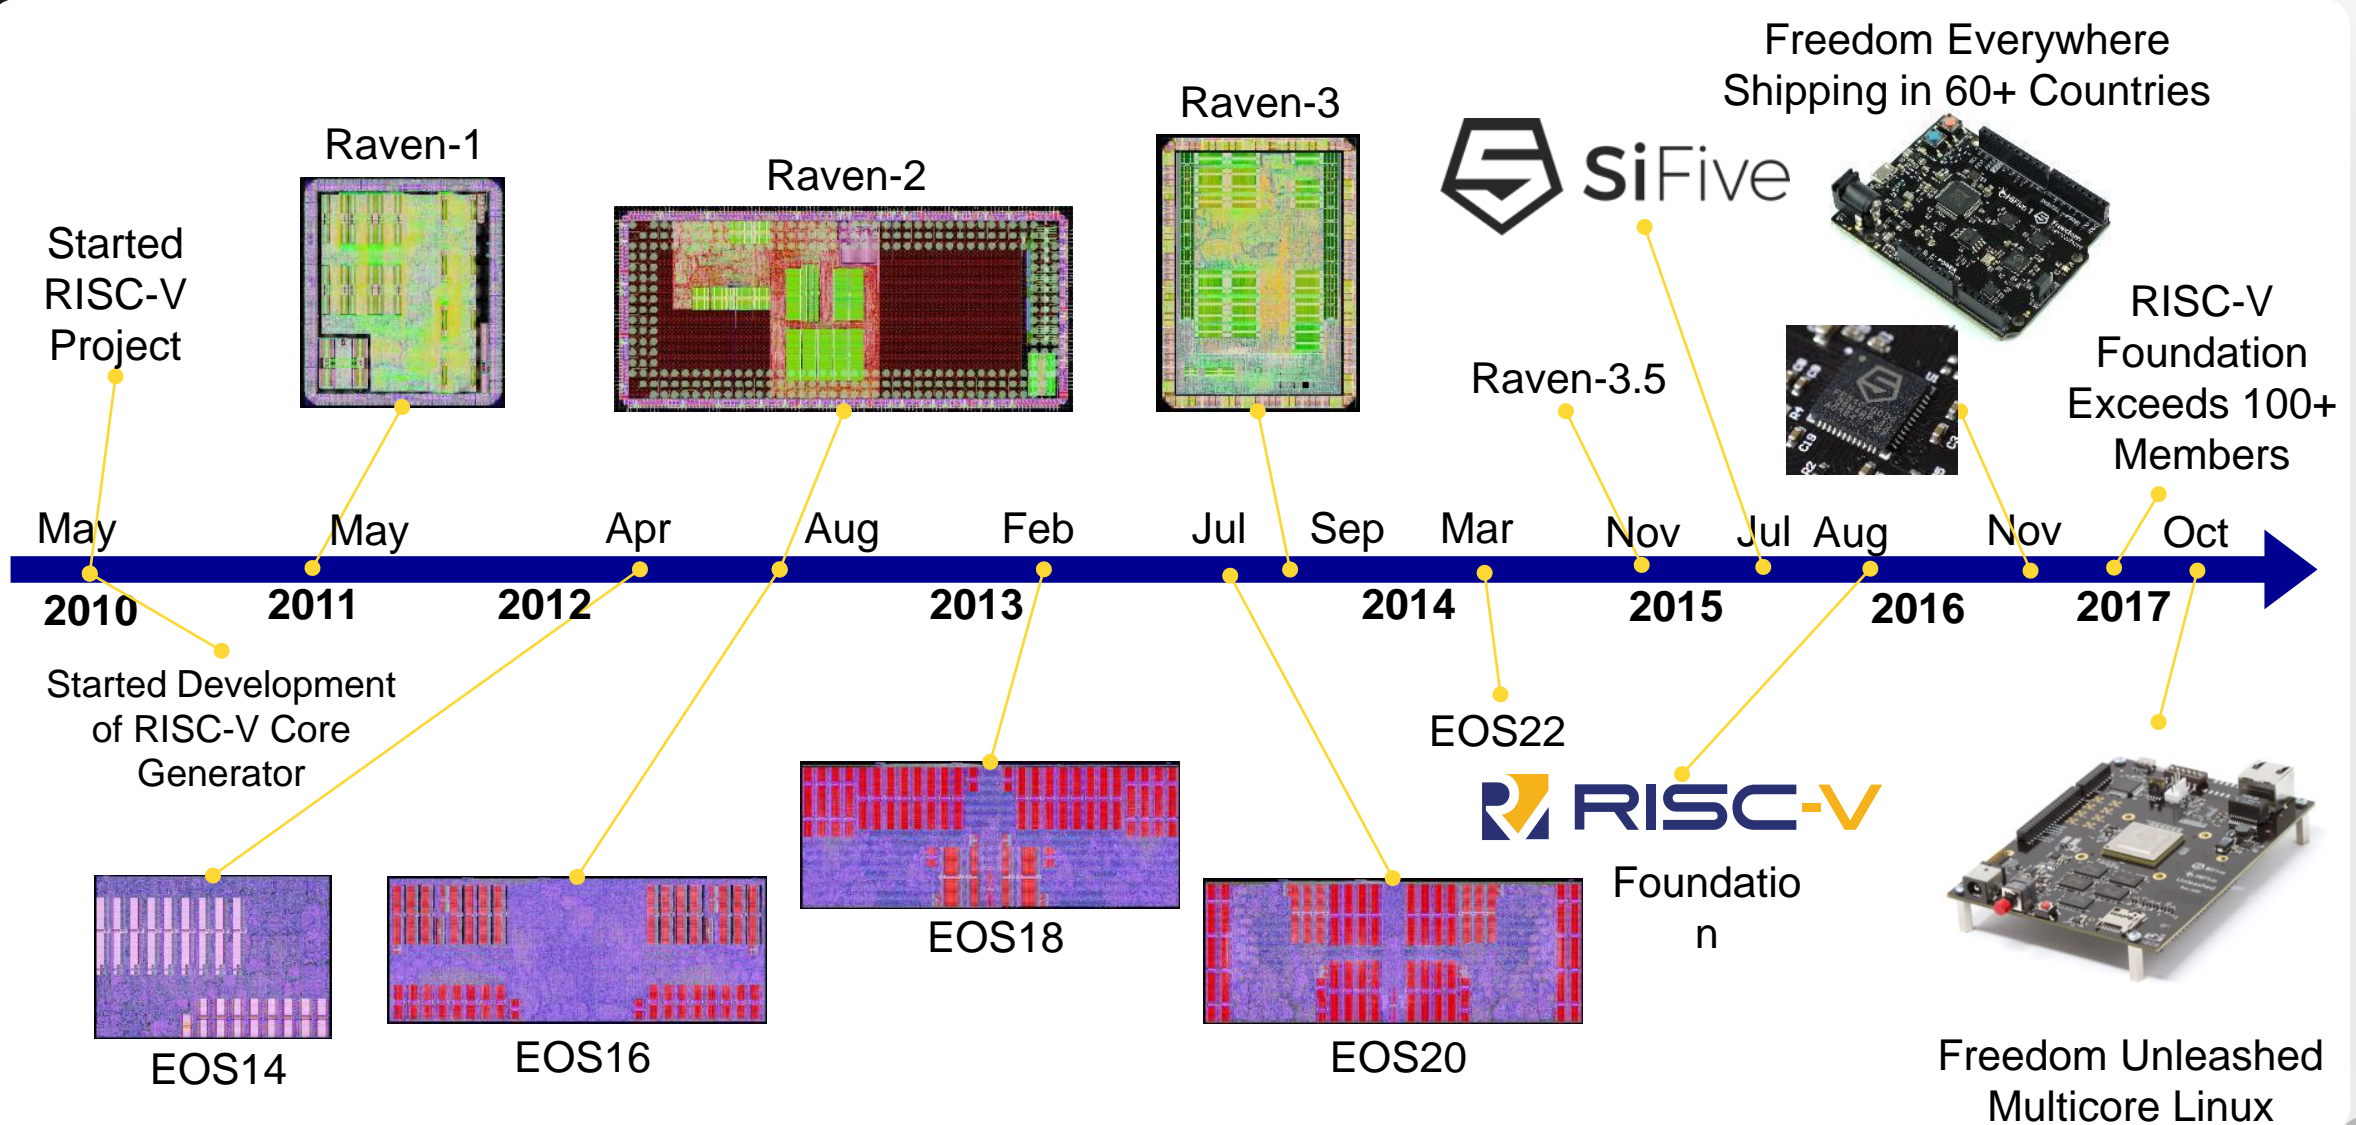 Freedom Everywhere
Shipping in 60+ Countries
Raven-3
Raven-1
Raven-2
SiFive
Started
RISC-V
Project
RISC-V
Foundation
Exceeds 100+
Members
Raven-3.5
May
May
Apr
Aug
Feb
Jul
Sep
Mar
Nov
Jul
Aug
Nov
Oct
2010
2011
2012
2013
2014
2015
2016
2017
Started Development
of RISC-V Core
Generator
EOS22
RISC-V
Foundatio
n
EOS18
EOS14
EOS16
EOS20
Freedom Unleashed
Multicore Linux